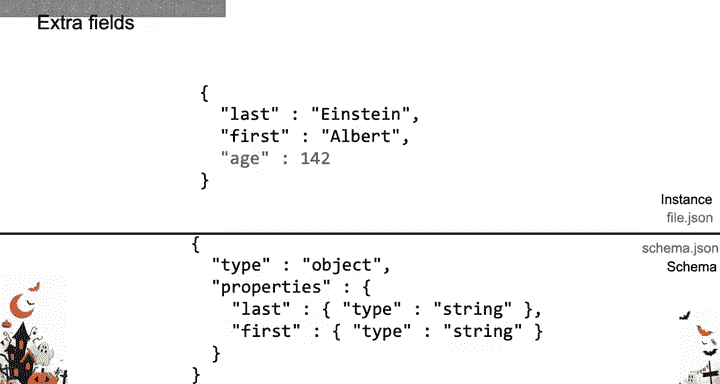 Extra fields
{
"last" : "Einstein",
"first" : "Albert",
"age" : 142
}
Instance
file.json
schema.json
Schema
{
"type" : "object",
"properties" : {
"last" : { "type" : "string" },
"first" : { "type" : "string" }
}
}